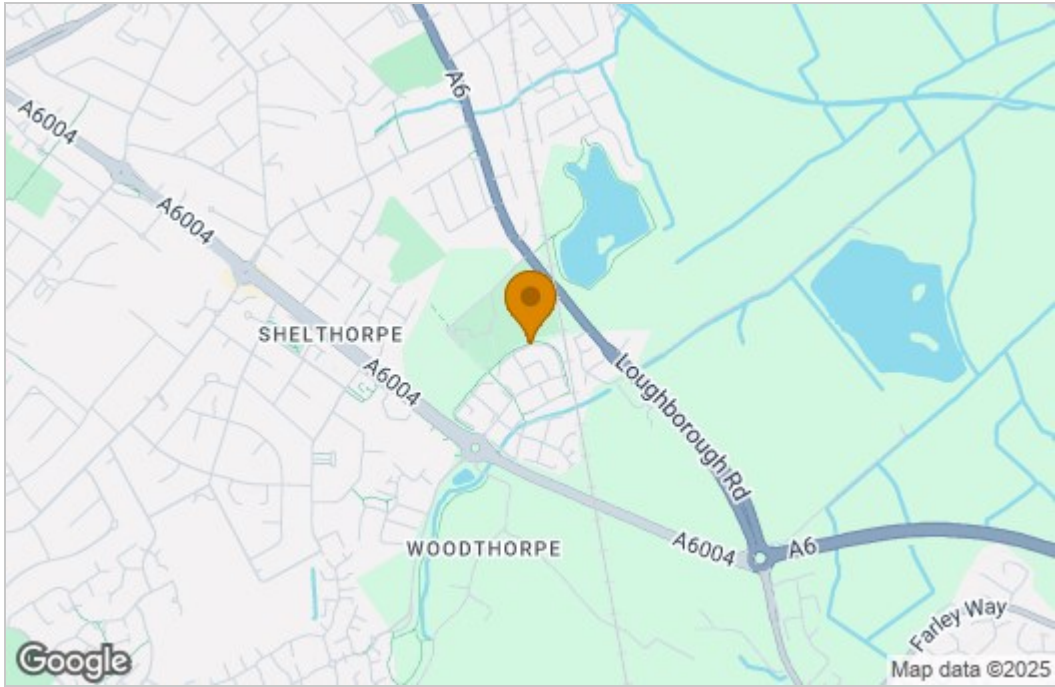 A6
A6004
A6004
SHELTHORPE
A6004
Loughborough Rd
WOODTHORPE
A6004
A6
Farley Way
Google
Map data ©2025